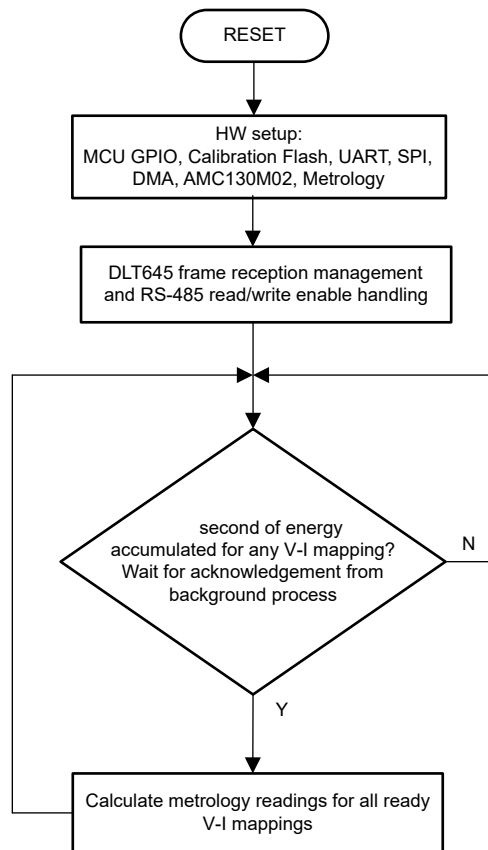 RESET
HW setup:
MCU GPIO, Calibration Flash, UART, SPI,
DMA, AMC130M02, Metrology
DLT645 frame reception management
and RS-485 read/write enable handling
second of energy
accumulated for any V-I mapping?
Wait for acknowledgement from
background process
N
Y
Calculate metrology readings for all ready
V-I mappings